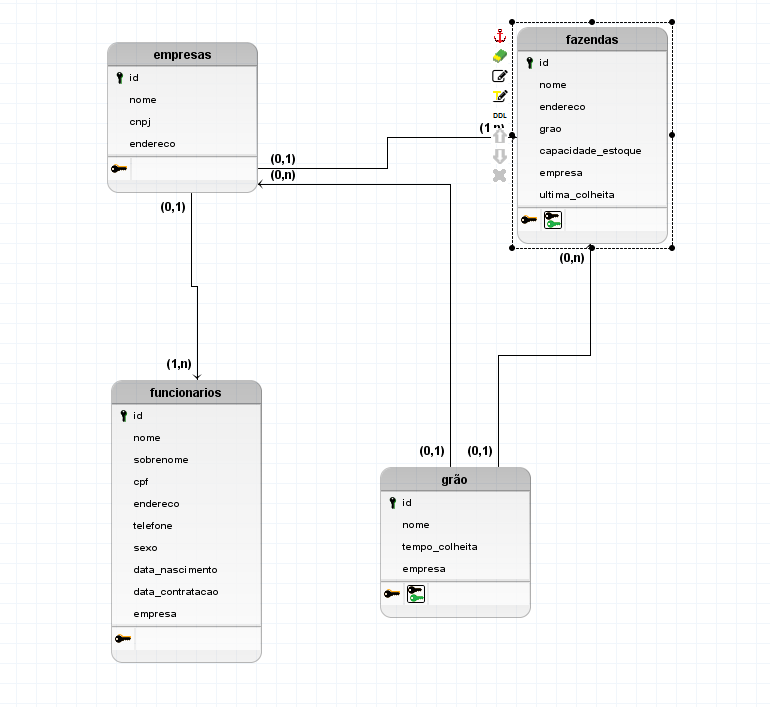 empresas
id
nome
cnpj
endereco
(0,1)
(0,n)
(0,1)
DDL
fazendas
id
nome
endereco
grao
capacidade_estoque
empresa
ultima_colheita
(0,n)
(1,n)
funcionarios
id
nome
sobrenome
cpf
endereco
telefone
sexo
data_nascimento
data_contratacao
empresa
(0,1)
(0,1)
grão
id
nome
tempo_colheita
empresa